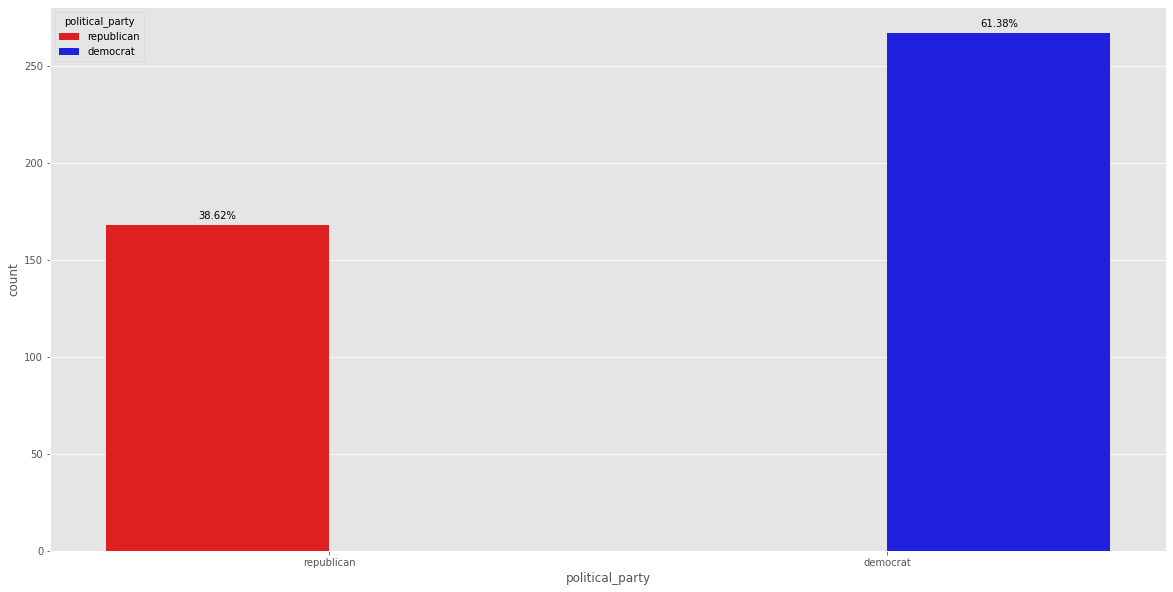 political_party
republican
democrat
61.38%
38.62%
250
200
150
100
50
0
count
republican
democrat
political_party